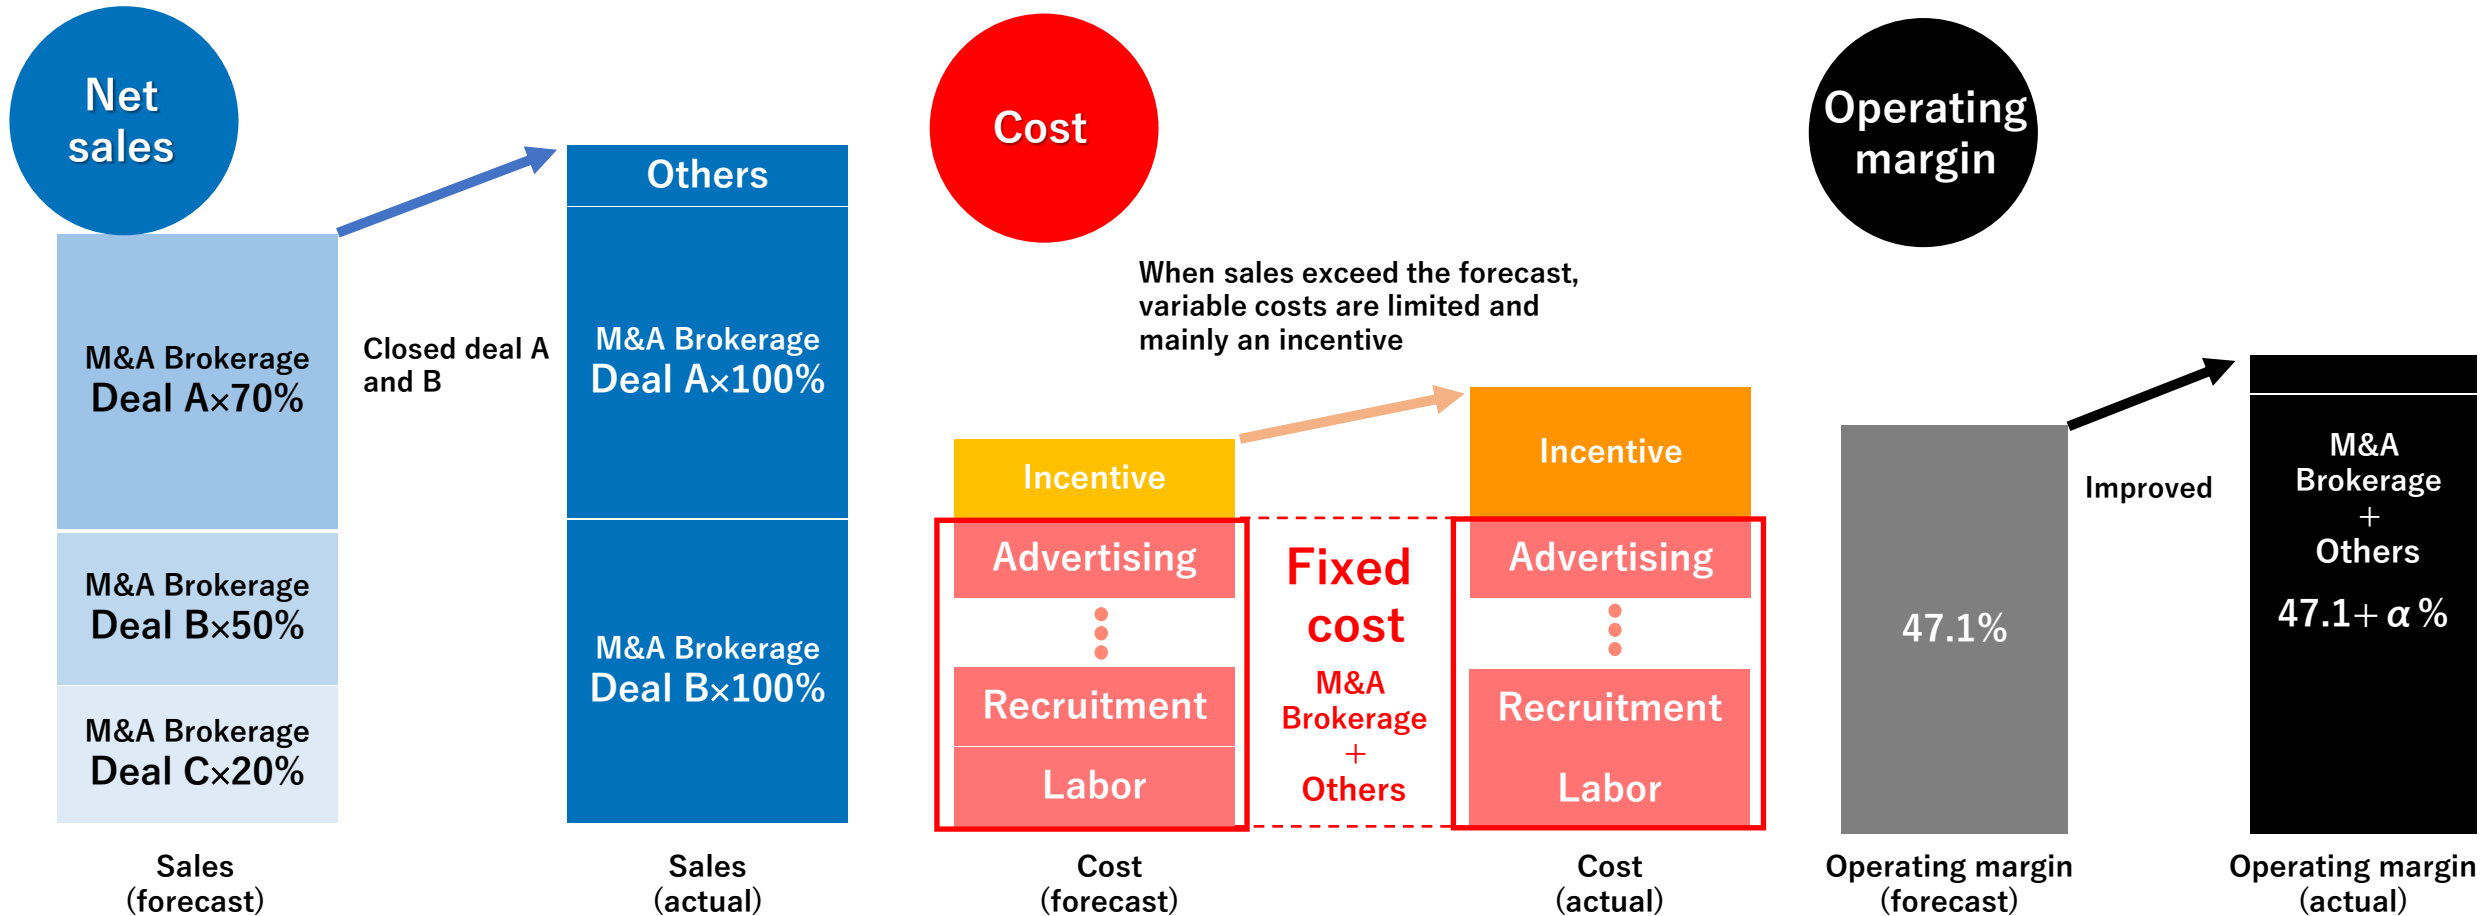 Net
sales
M&A Brokerage
Deal A×70%
M&A Brokerage
Deal B×50%
M&A Brokerage
Deal C×20%
Sales
(forecast)
Closed deal A
and B
Others
M&A Brokerage
Deal A×100%
M&A Brokerage
Deal B×100%
Sales
(actual)
Cost
When sales exceed the forecast,
variable costs are limited and
mainly an incentive
Incentive
Advertising
Recruitment
Labor
Cost
(forecast)
Fixed
cost
M&A
Brokerage
+
Others
Incentive
Advertising
Recruitment
Labor
Cost
(actual)
Operating
margin
47.1%
Operating margin
(forecast)
Improved
M&A
Brokerage
+
Others
47.1+α%
Operating margin
(actual)